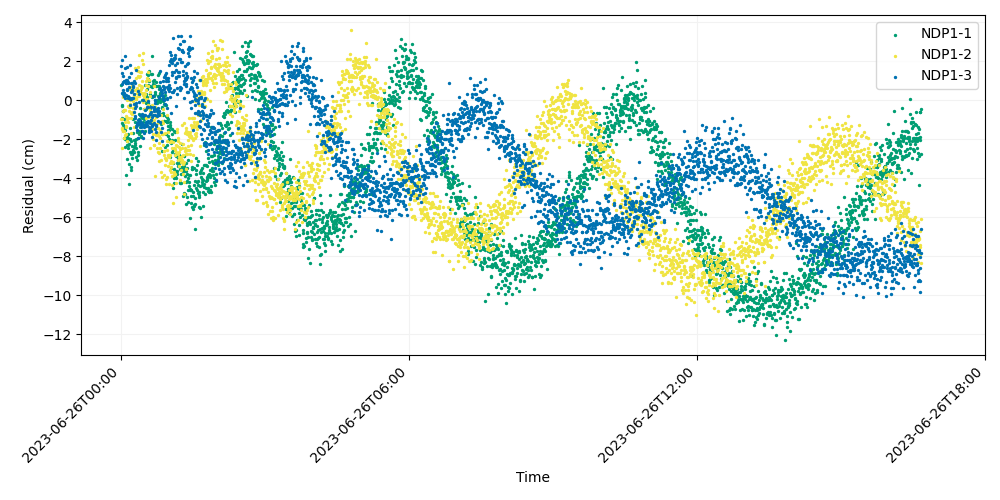 NDP1-1
NDP1-2
NDP1-3
4
2
0
−2
−4
−6
−8
−10
−12
Residual (cm)
2023-06-26T00:00
2023-06-26T06:00
2023-06-26T12:00
2023-06-26T18:00
Time